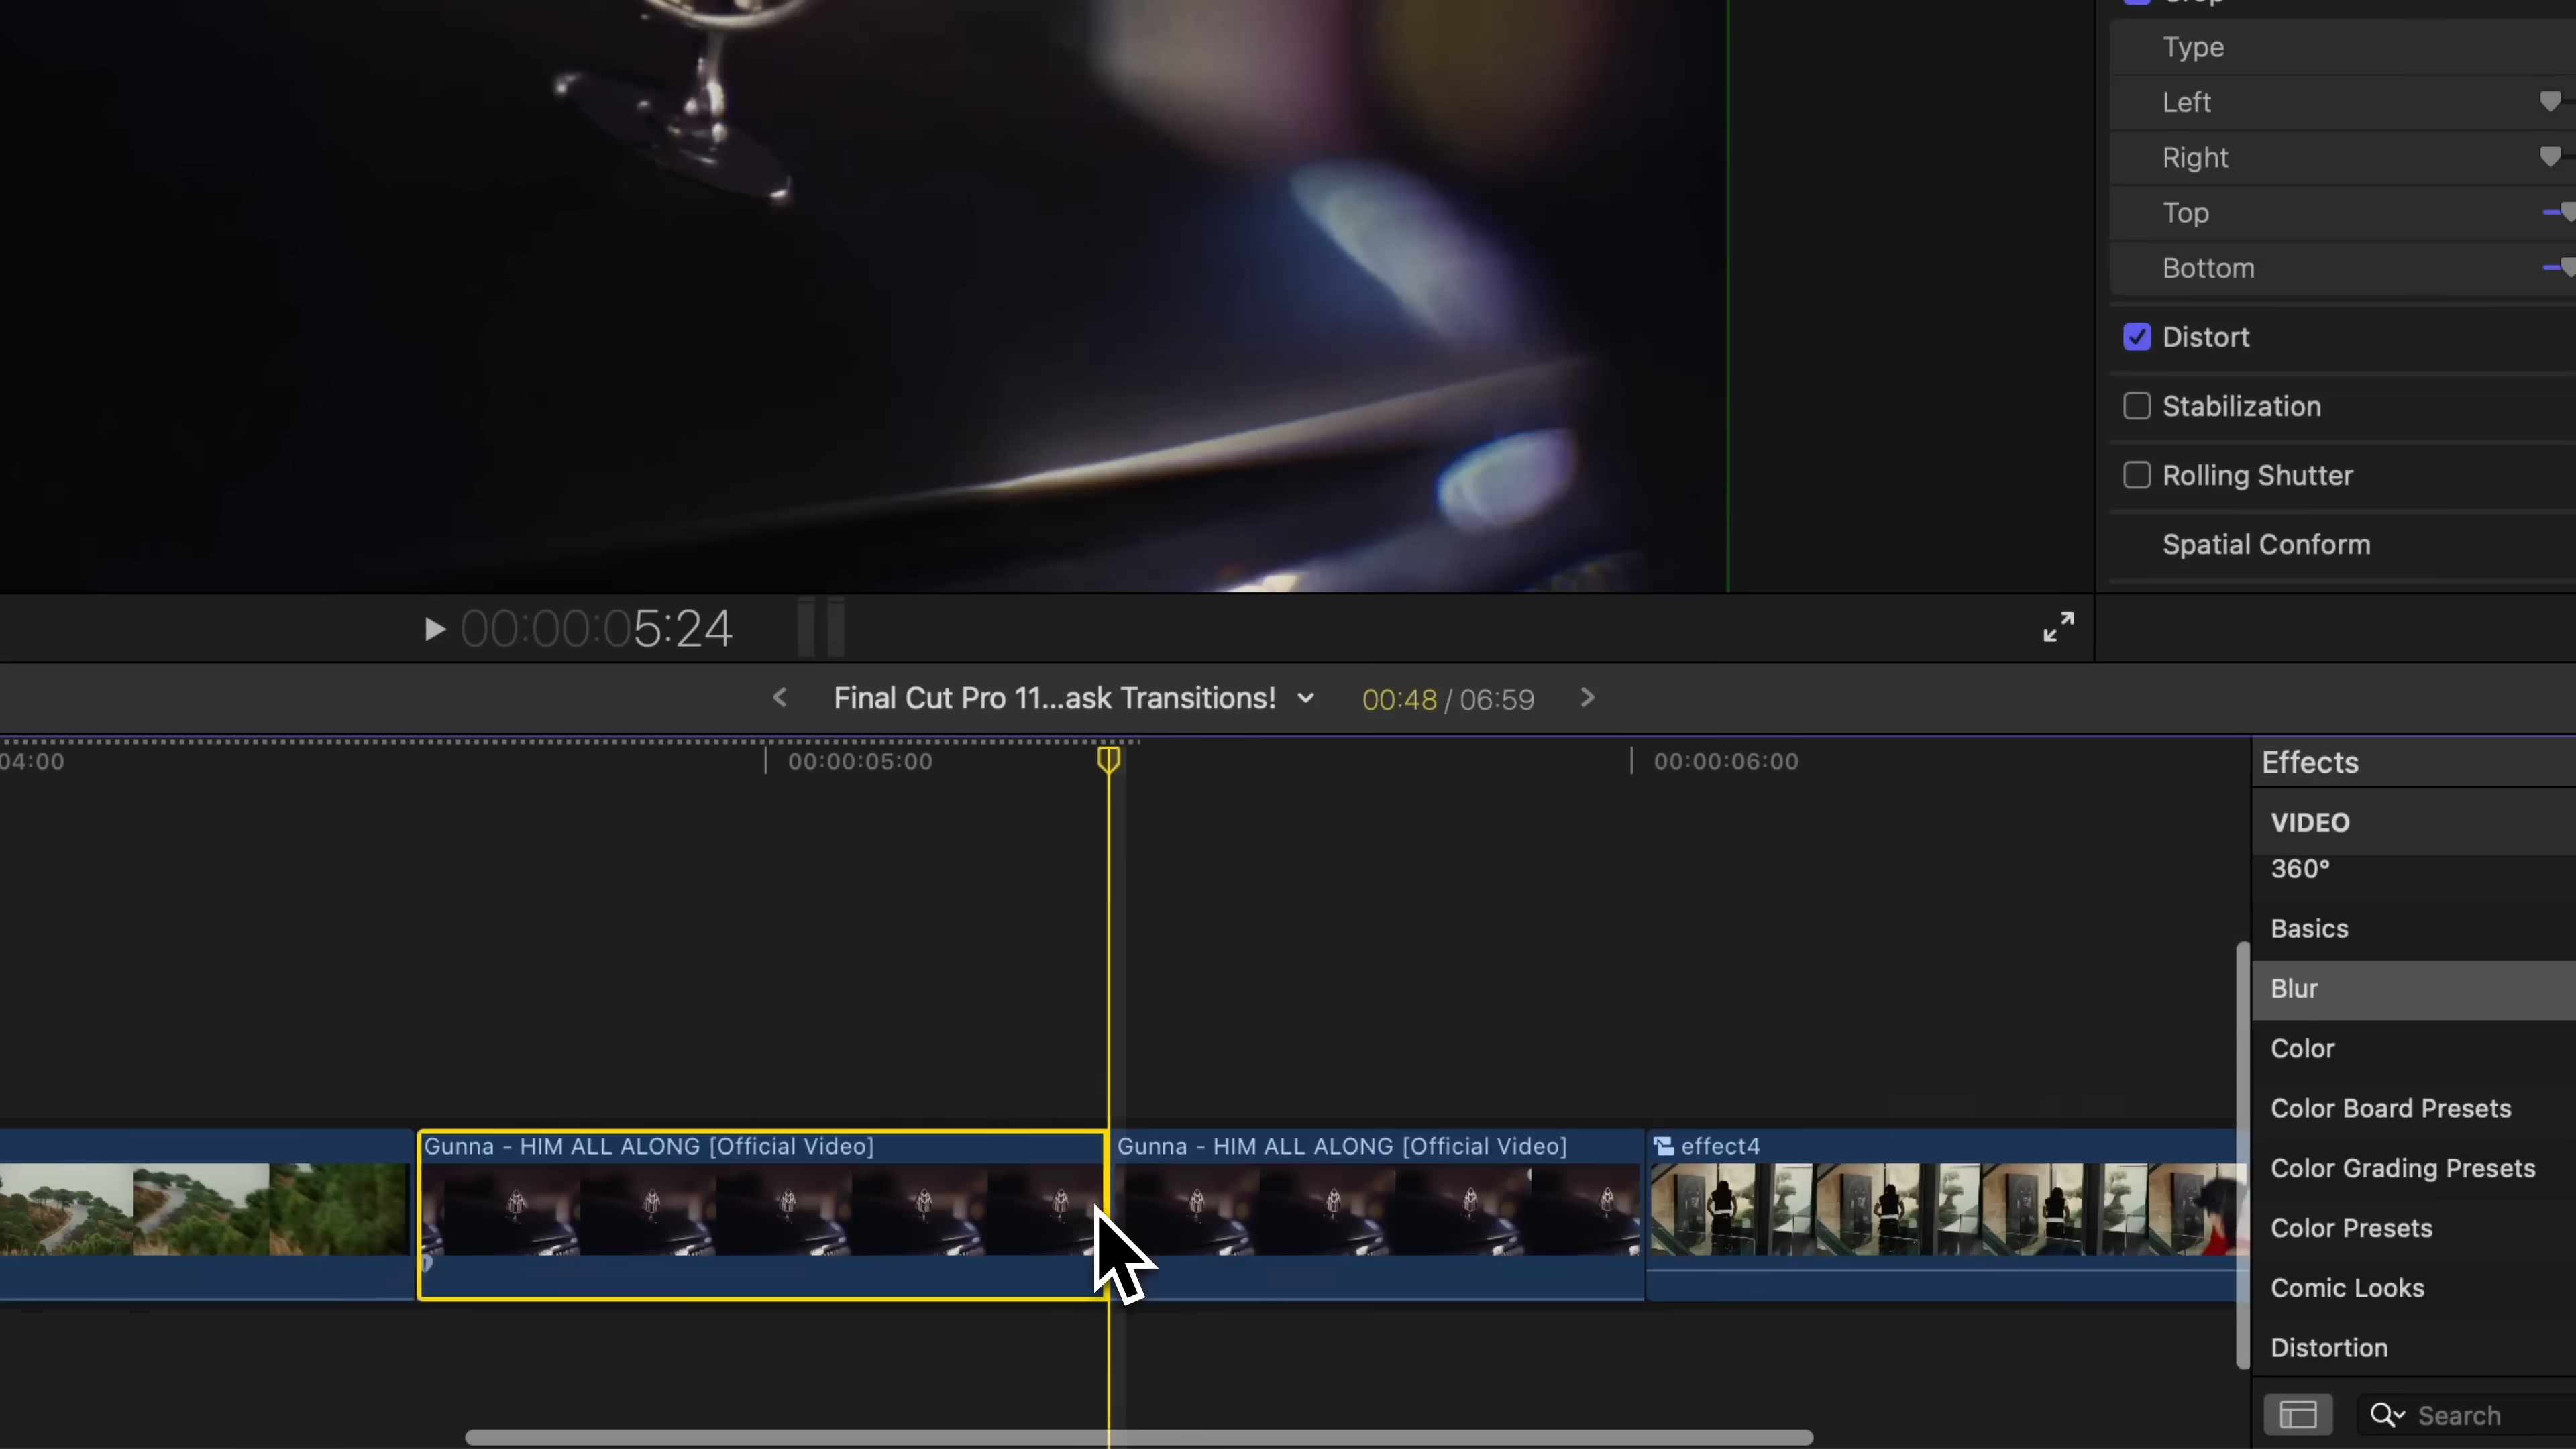 Crop
Type
Left
Right
Top
Bottom
Distort
Stabilization
Rolling Shutter
Spatial Conform
00:00:05:24
Final Cut Pro 11...ask Transitions!
00:48 / 06:59
04:00
00:00:05:00
00:00:06:00
Effects
VIDEO
360°
Basics
Blur
Color
Color Board Presets
Color Grading Presets
Color Presets
Comic Looks
Distortion
Search
Gunna - HIM ALL ALONG [Official Video]
Gunna - HIM ALL ALONG [Official Video]
effect4